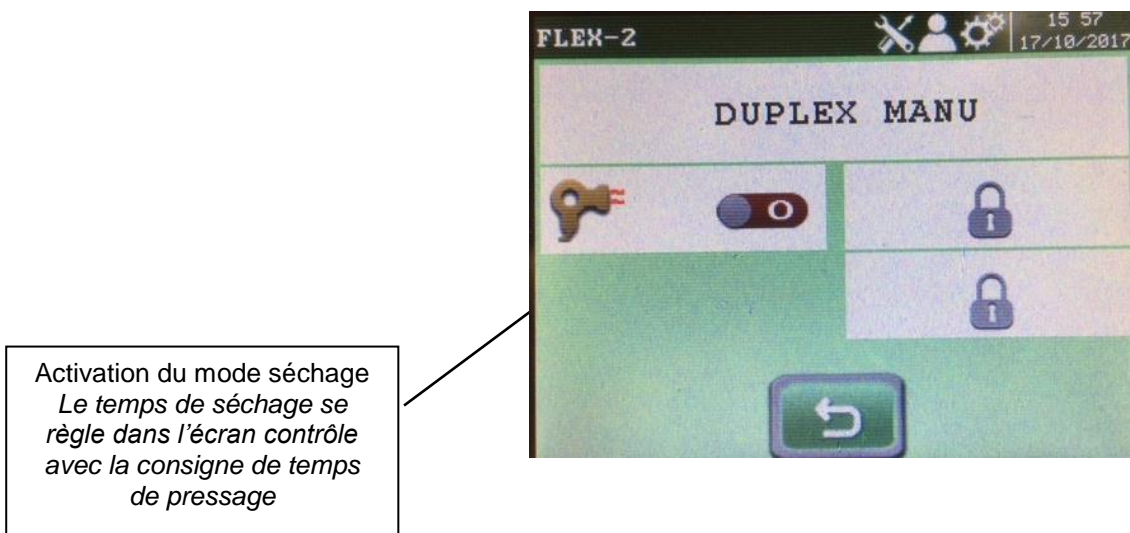 FLEX-2
15 57
17/10/2017
DUPLEX MANU
O
Activation du mode séchage
Le temps de séchage se
règle dans l'écran contrôle
avec la consigne de temps
de pressage